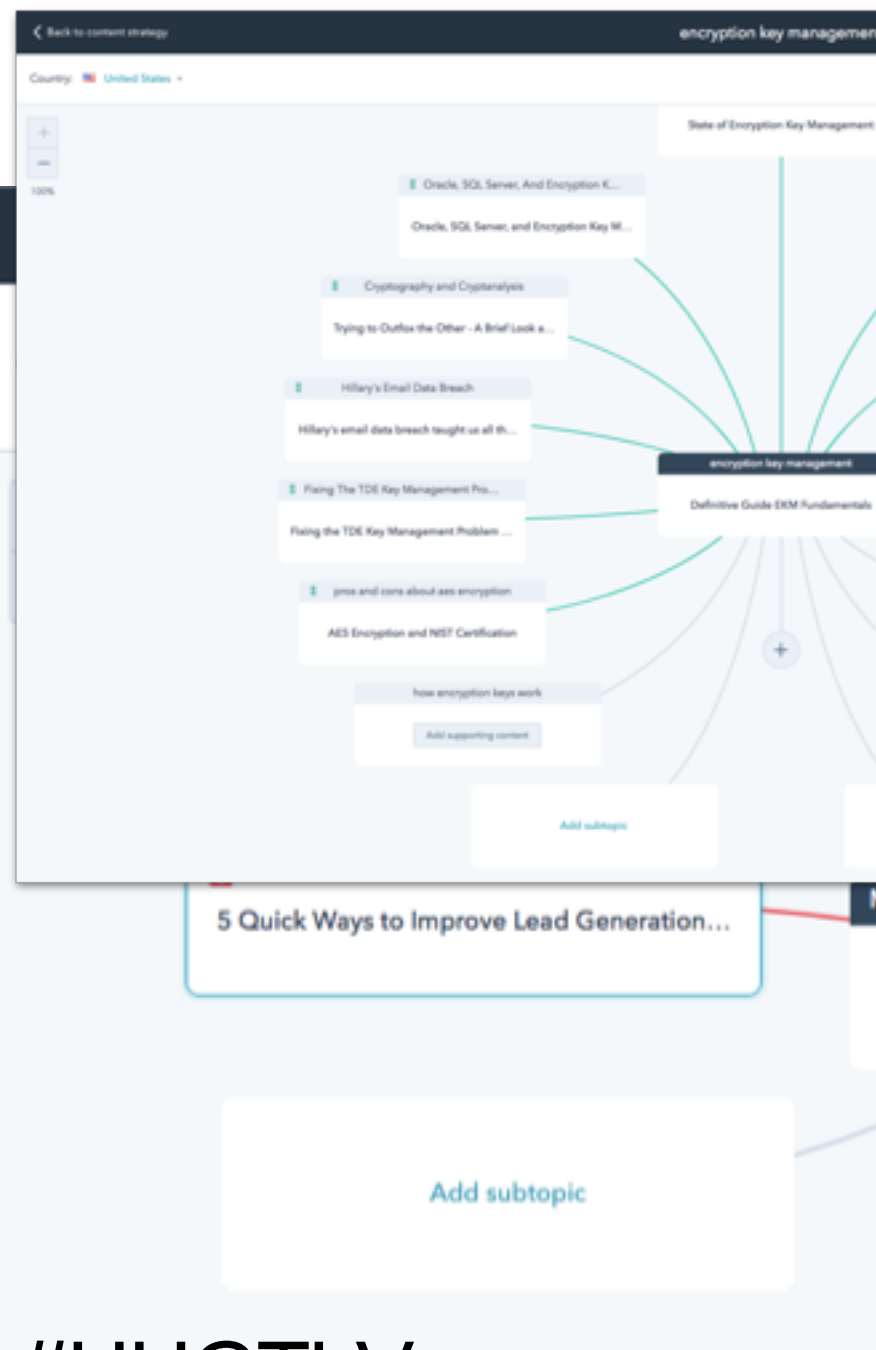 Back to content strategy
encryption key managemen
Country: United States
State of Encryption Key Management
+
−
100%
Oracle, SQL Server, And Encryption K...
Oracle, SQL Server, and Encryption Key M...
Cryptography and Cryptanalysis
Trying to Outfox the Other - A Brief Look a...
Hillary's Email Data Breach
Hillary's email data breach taught us all th...
encryption key management
Definitive Guide EKM Fundamentals
Fixing The TDE Key Management Pro...
Fixing the TDE Key Management Problem ...
pros and cons about aes encryption
AES Encryption and NIST Certification
+
how encryption keys work
Add supporting content
Add subtopic
5 Quick Ways to Improve Lead Generation...
Add subtopic